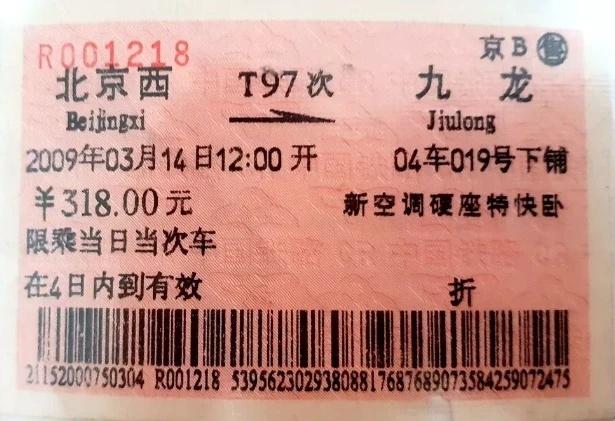 R001218 京B 售
北京西 T97次 九龙
Beijingxi Jiulong
2009年03月14日12:00开 04车019号下铺
￥318.00元 新空调硬座特快卧
限乘当日当次车
在4日内到有效 折
21152000750304 R001218 5395623029380881768768907358425907​2475